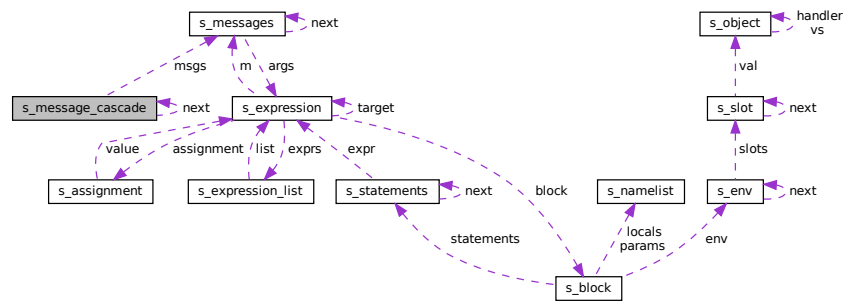 s_messages
next
s_object
handler
vs
msgs
m
args
val
s_message_cascade
next
s_expression
target
s_slot
next
value
assignment
list
exprs
expr
block
slots
s_assignment
s_expression_list
s_statements
next
s_namelist
s_env
next
statements
locals
params
env
s_block